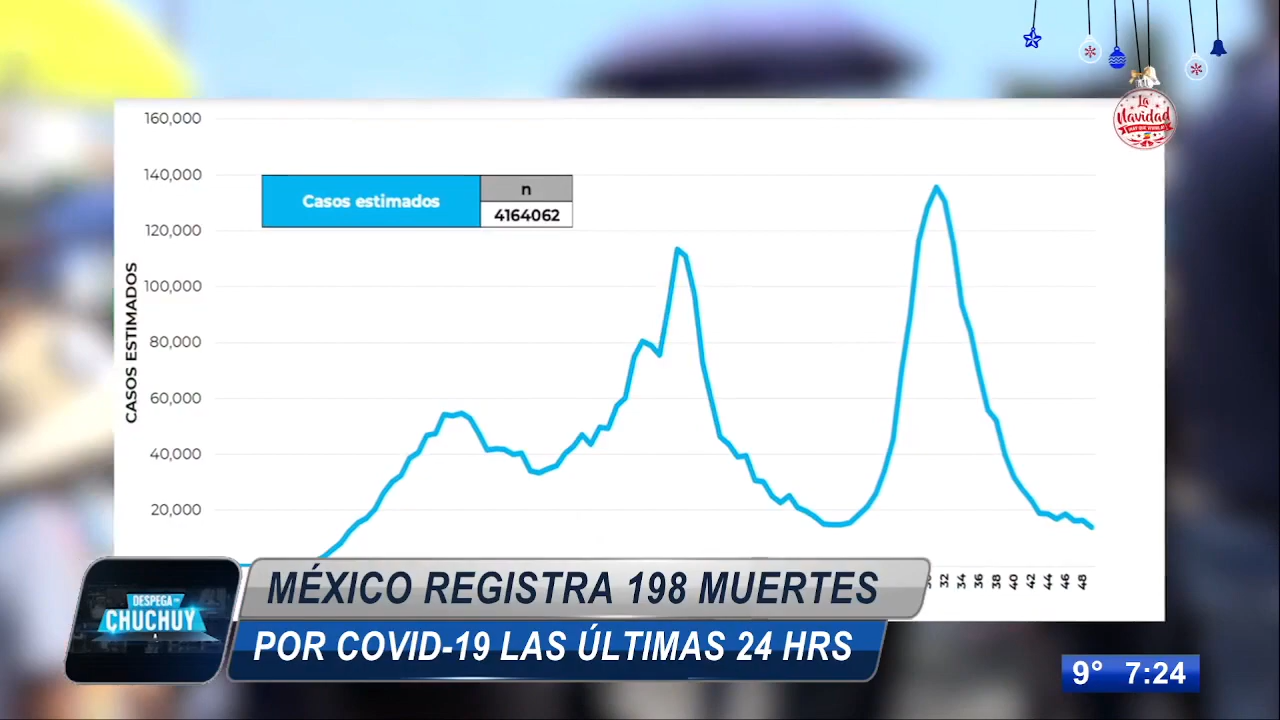 160,000
140,000
120,000
100,000
80,000
60,000
40,000
20,000
CASOS ESTIMADOS
Casos estimados
n
4164062
32 34 36 38 40 42 44 46 48
La
Navidad
DESPEGA
CHUCHUY
MÉXICO REGISTRA 198 MUERTES
POR COVID-19 LAS ÚLTIMAS 24 HRS
9° 7:24